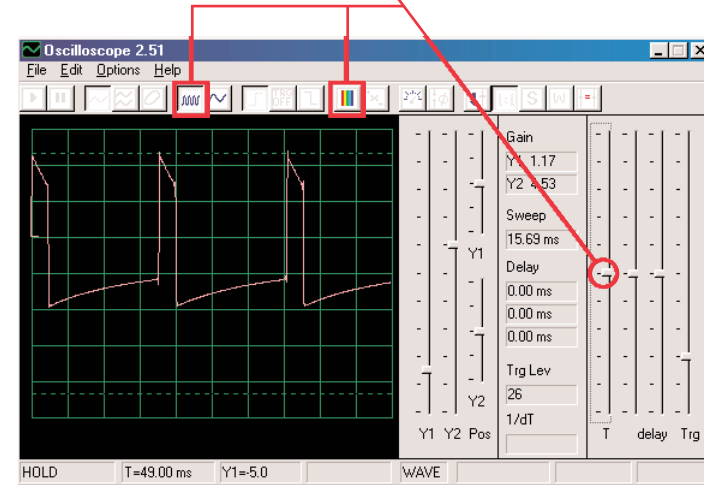 Oscilloscope 2.51
File Edit Options Help
TRG OFF
S W
Gain
Y1 1.17
Y2 4.53
Sweep
15.69 ms
Delay
0.00 ms
0.00 ms
0.00 ms
Trg Lev
26
1/dT
Y1
Y2
Y1 Y2 Pos
T delay Trg
HOLD T=49.00 ms Y1=-5.0 WAVE